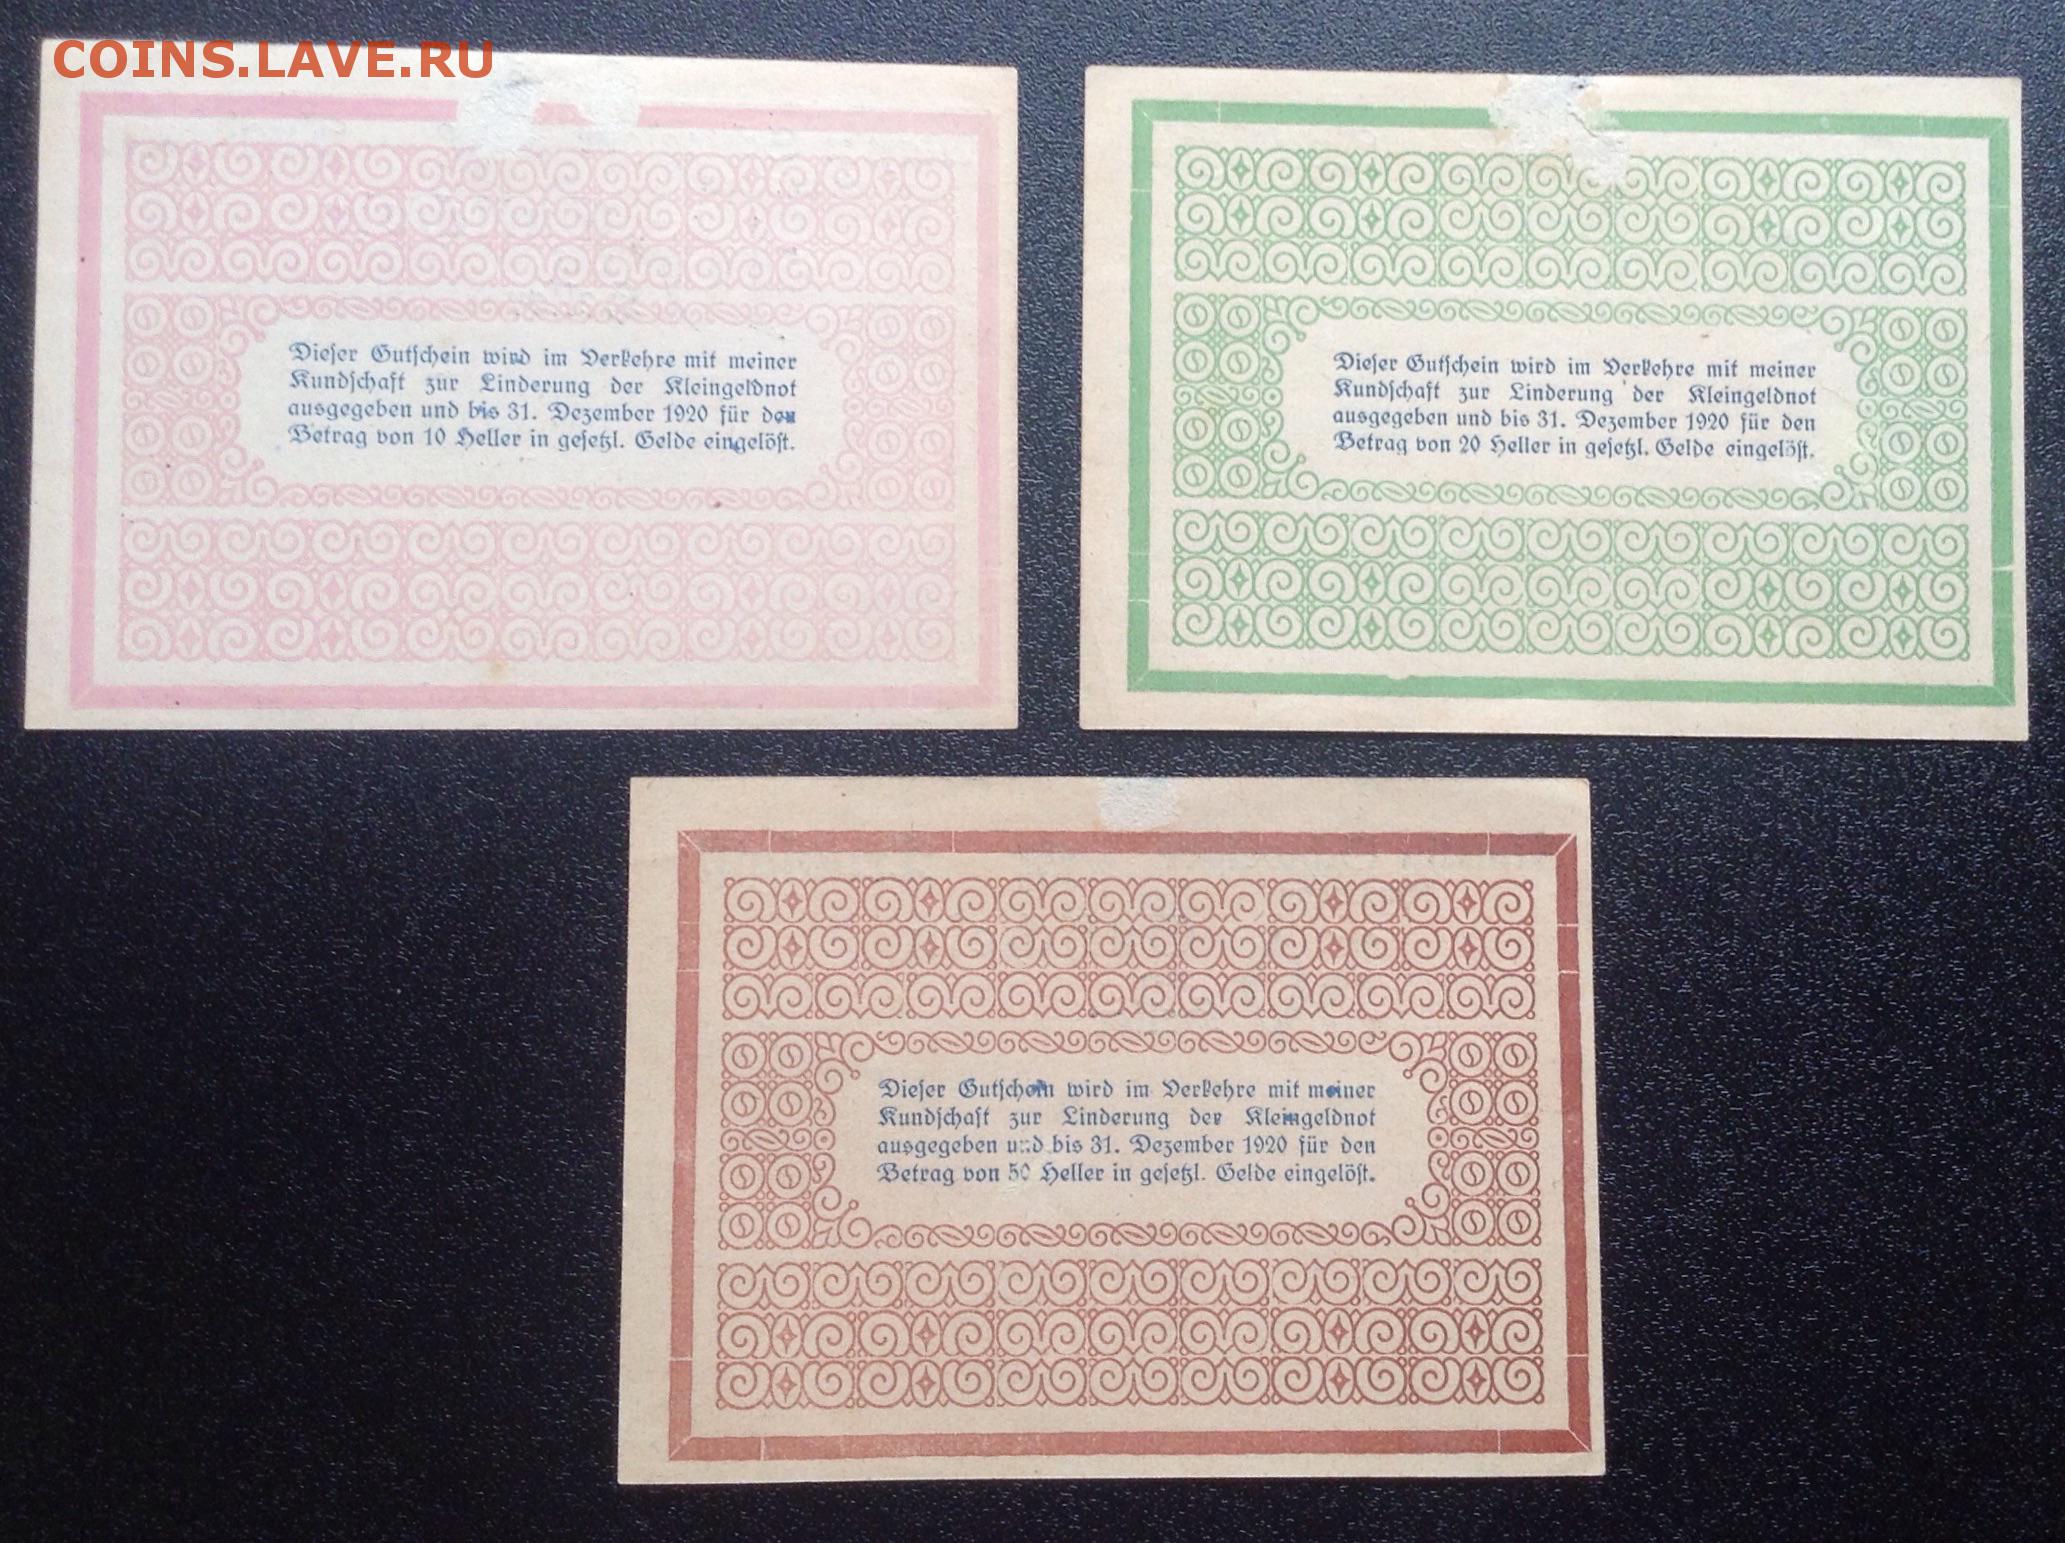 COINS.LAVE.RU
Dieser Gutschein wird im Verkehre mit meiner
Kundschaft zur Linderung der Kleingeldnot
ausgegeben und bis 31. Dezember 1920 für den
Betrag von 10 Heller in gesetzl. Gelde eingelöst.
Dieser Gutschein wird im Verkehre mit meiner
Kundschaft zur Linderung der Kleingeldnot
ausgegeben und bis 31. Dezember 1920 für den
Betrag von 20 Heller in gesetzl. Gelde eingelöst.
Dieser Gutschein wird im Verkehre mit meiner
Kundschaft zur Linderung der Kleingeldnot
ausgegeben und bis 31. Dezember 1920 für den
Betrag von 50 Heller in gesetzl. Gelde eingelöst.